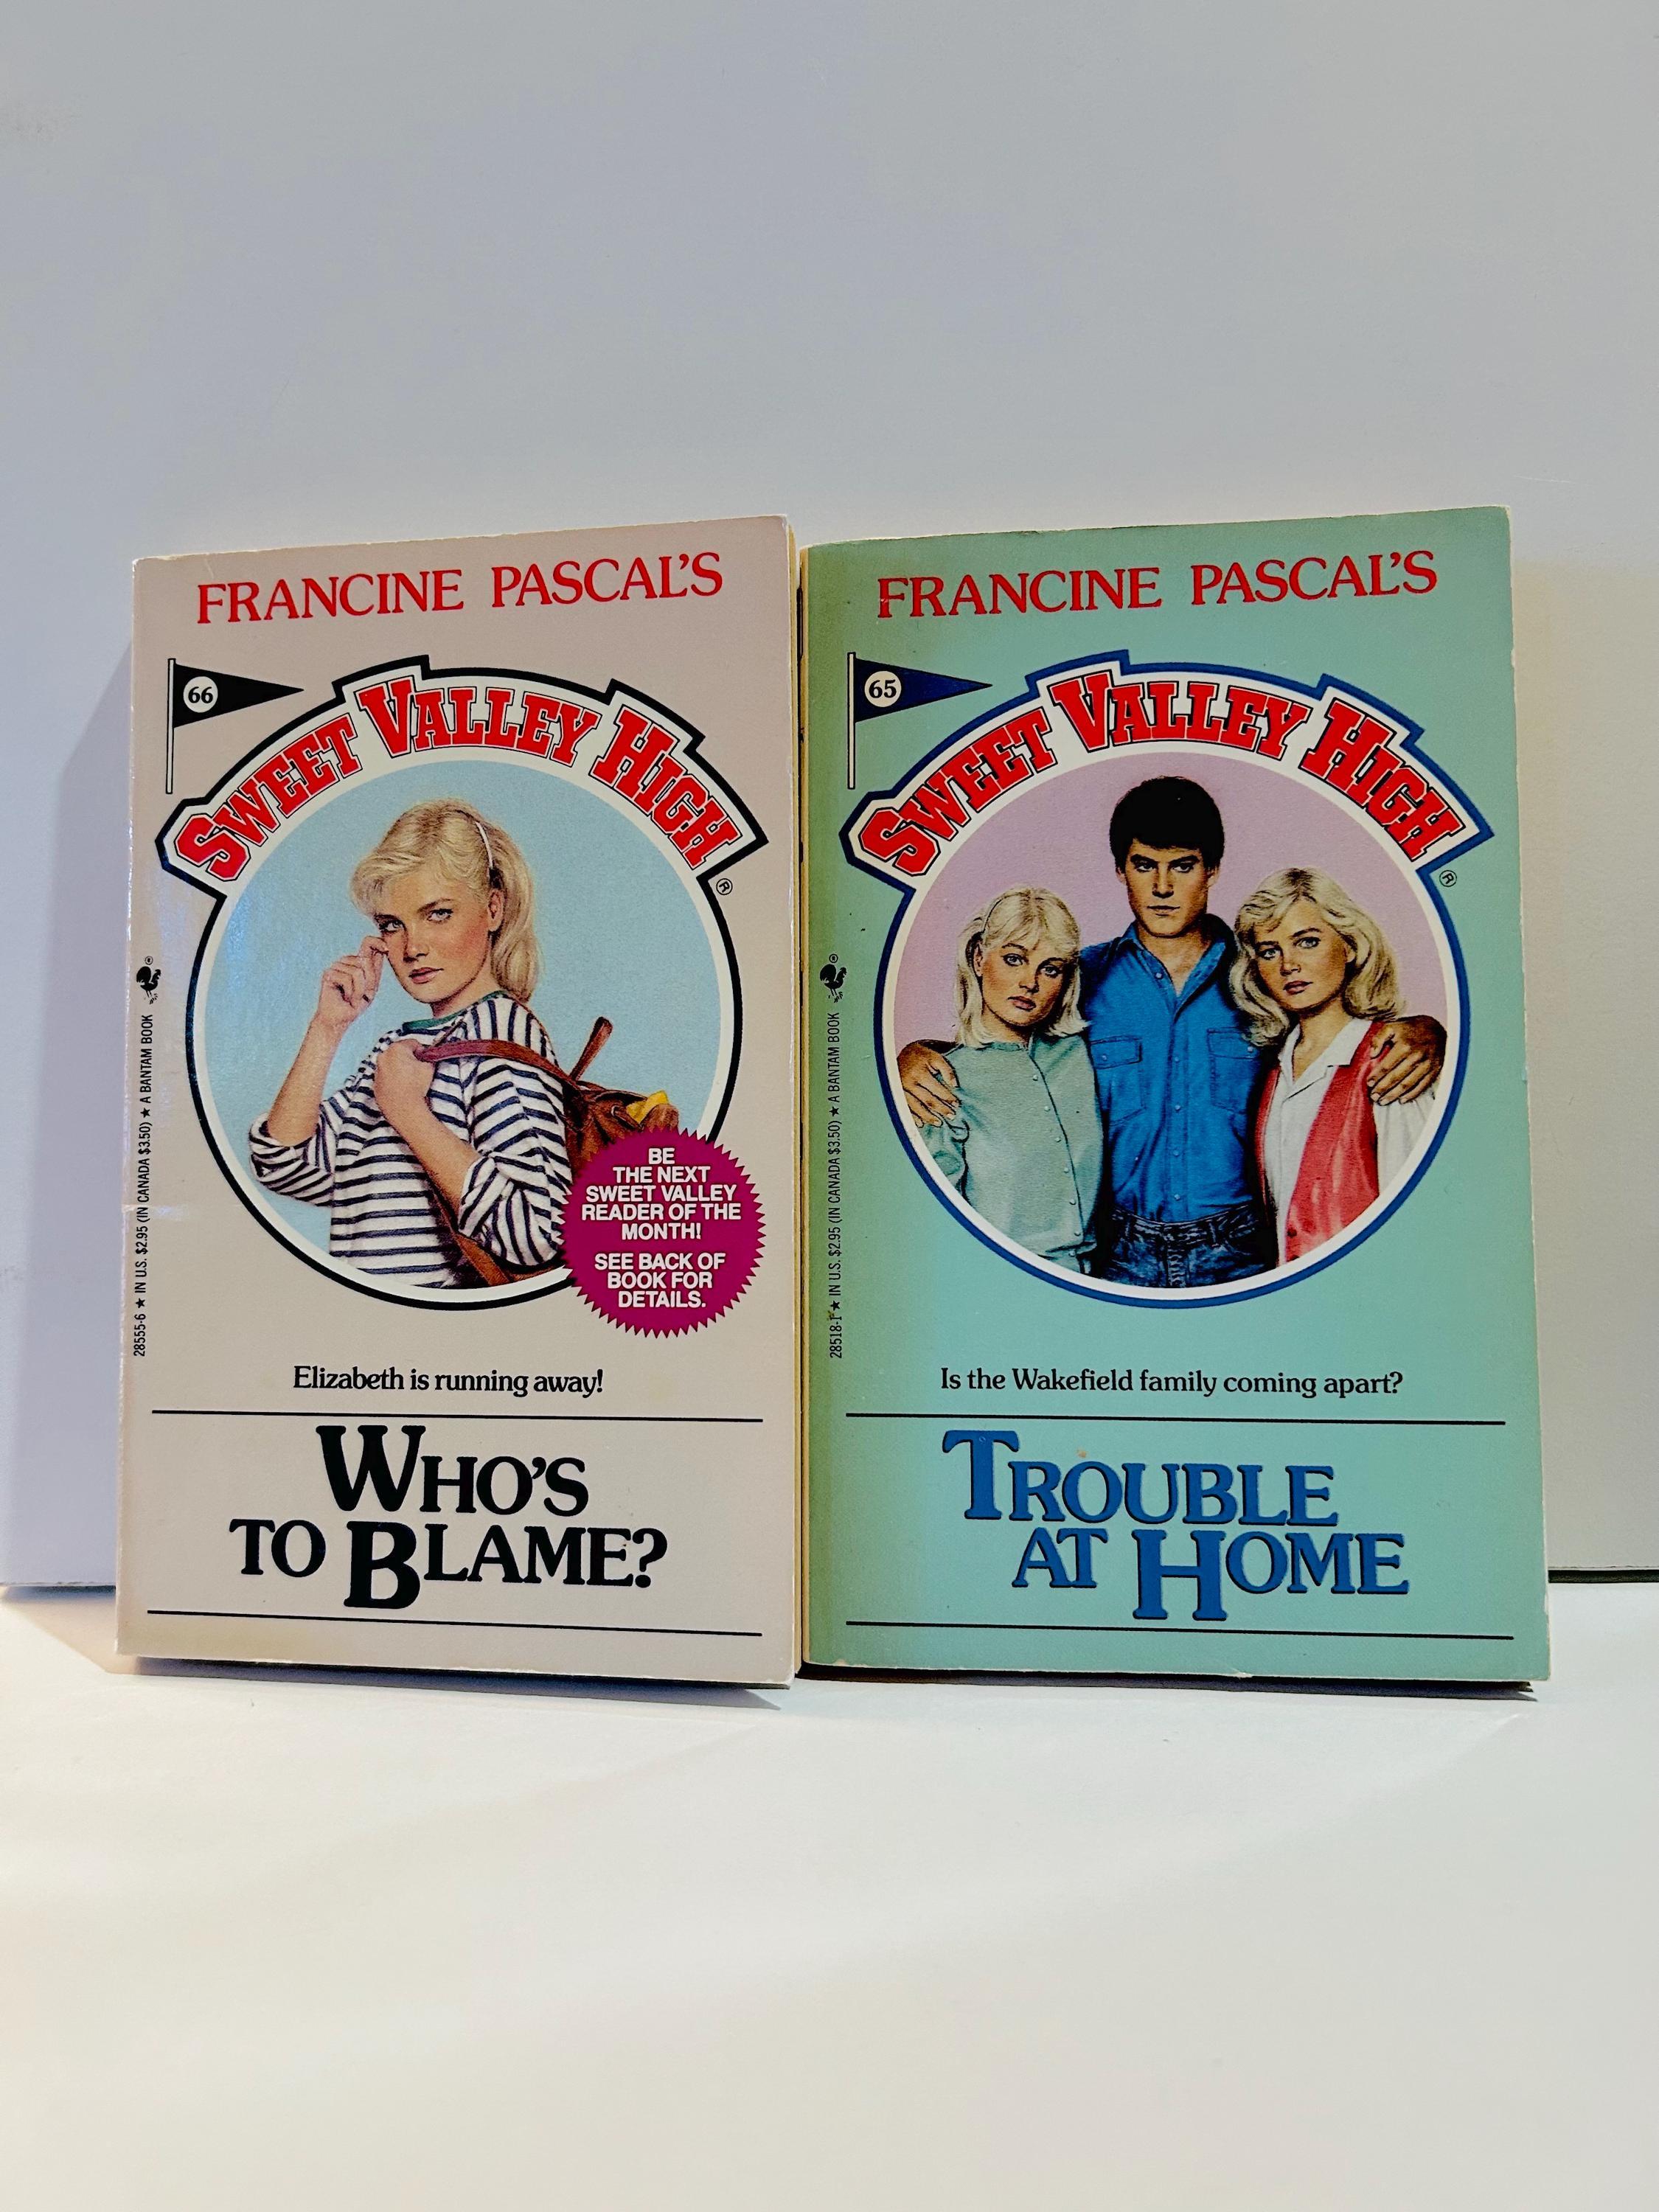 FRANCINE PASCAL'S
66
SWEET VALLEY HIGH
®
BE
THE NEXT
SWEET VALLEY
READER OF THE
MONTH!
SEE BACK OF
BOOK FOR
DETAILS.
28555-6 ★ IN U.S. $2.95 (IN CANADA $3.50) ★ A BANTAM BOOK
®
Elizabeth is running away!
WHO'S
TO BLAME?
FRANCINE PASCAL'S
65
SWEET VALLEY HIGH
®
28518-1 ★ IN U.S. $2.95 (IN CANADA $3.50) ★ A BANTAM BOOK
®
Is the Wakefield family coming apart?
TROUBLE
AT HOME